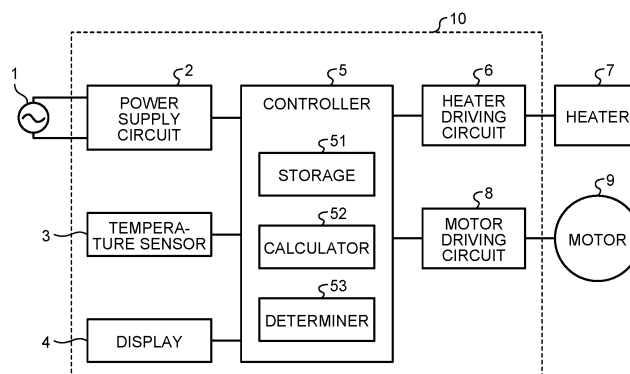 10
1
2
5
6
7
POWER
SUPPLY
CIRCUIT
CONTROLLER
HEATER
DRIVING
CIRCUIT
HEATER
51
STORAGE
3
TEMPERA-
TURE SENSOR
52
CALCULATOR
8
MOTOR
DRIVING
CIRCUIT
9
MOTOR
53
DETERMINER
4
DISPLAY